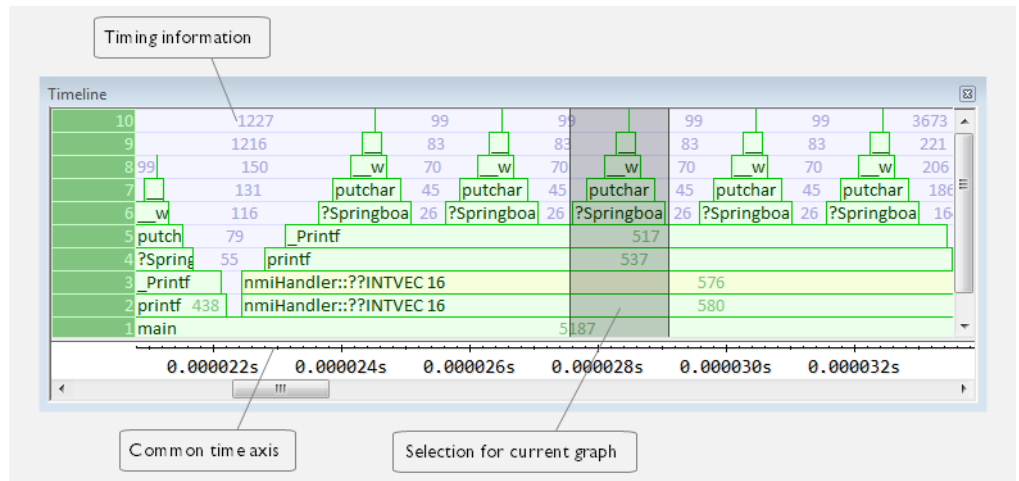 Timing information
Timeline
10 1227 99 99 99 99 3673
9 1216 83 83 83 83 221
8 99 150 __w 70 __w 70 __w 70 __w 70 __w 206
7 131 putchar 45 putchar 45 putchar 45 putchar 45 putchar 186
6 __w 116 ?Springboa 26 ?Springboa 26 ?Springboa 26 ?Springboa 26 ?Springboa 16
5 putch 79 _Printf 517
4 ?Spring 55 printf 537
3 _Printf nmiHandler::??INTVEC 16 576
2 printf 438 nmiHandler::??INTVEC 16 580
1 main 5187
0.000022s 0.000024s 0.000026s 0.000028s 0.000030s 0.000032s
Common time axis
Selection for current graph